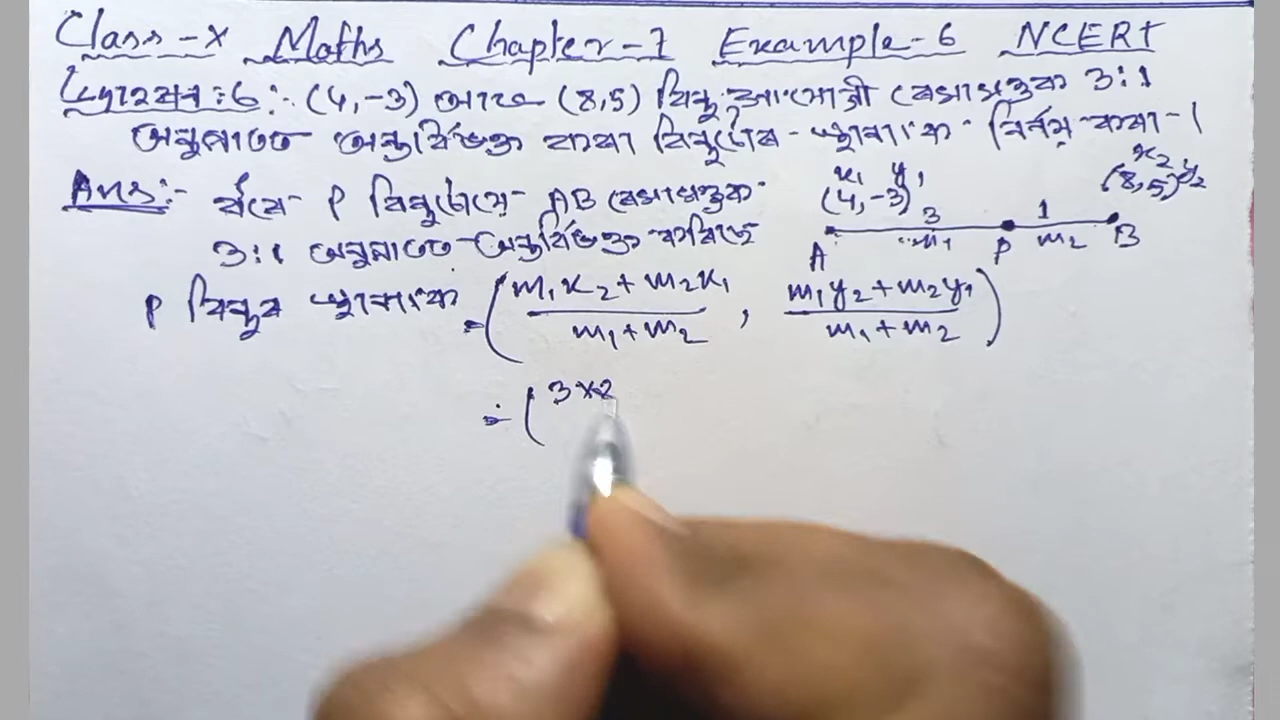 Class-X Maths Chapter-7 Example-6 NCERT
উদাহৰণ:6:- (4,-3) আৰু (8,5) বিন্দু সংযোগী ৰেখাখণ্ডক 3:1
অনুপাতত অন্তৰ্বিভক্ত কৰা বিন্দুটোৰ স্থানাংক নিৰ্ণয় কৰা।
Ans:- ধৰো P বিন্দুটোৱে AB ৰেখাখণ্ডক
3:1 অনুপাতত অন্তৰ্বিভক্ত কৰিছে
x₁ y₁
(4,-3)
x₂ y₂
(8,5)
3 1
A m₁ P m₂ B
P বিন্দুৰ স্থানাংক = (m₁x₂+m₂x₁ / m₁+m₂ , m₁y₂+m₂y₁ / m₁+m₂)
= (3×8